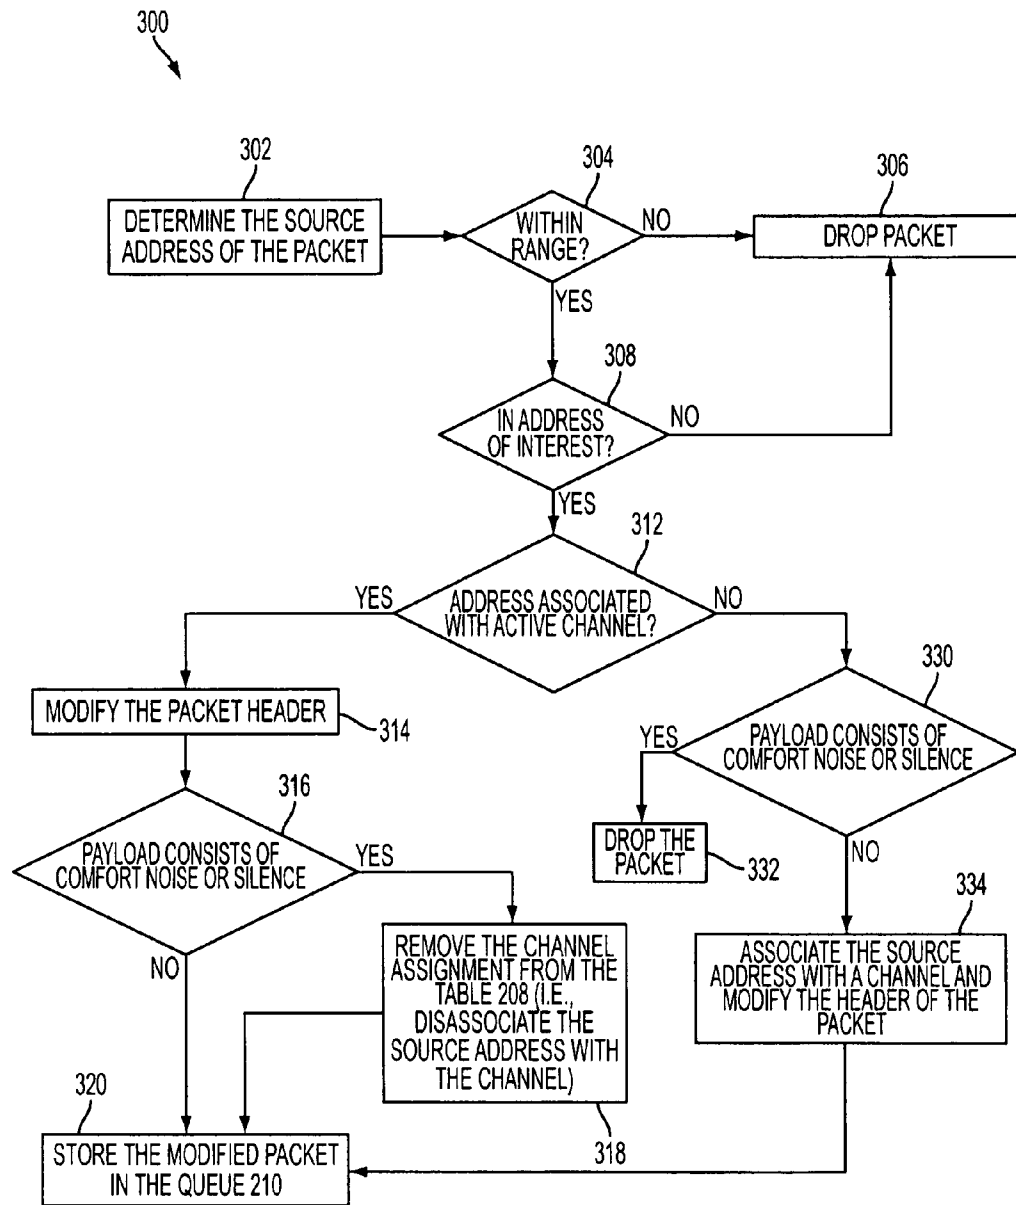 300
302
DETERMINE THE SOURCE
ADDRESS OF THE PACKET
304
WITHIN
RANGE?
NO
306
DROP PACKET
YES
308
IN ADDRESS
OF INTEREST?
NO
YES
312
ADDRESS ASSOCIATED
WITH ACTIVE CHANNEL?
YES
NO
MODIFY THE PACKET HEADER
314
330
PAYLOAD CONSISTS OF
COMFORT NOISE OR SILENCE
YES
NO
DROP THE
PACKET
332
316
PAYLOAD CONSISTS OF
COMFORT NOISE OR SILENCE
YES
NO
REMOVE THE CHANNEL
ASSIGNMENT FROM THE
TABLE 208 (I.E.,
DISASSOCIATE THE
SOURCE ADDRESS WITH
THE CHANNEL)
318
334
ASSOCIATE THE SOURCE
ADDRESS WITH A CHANNEL AND
MODIFY THE HEADER OF THE
PACKET
320
STORE THE MODIFIED PACKET
IN THE QUEUE 210